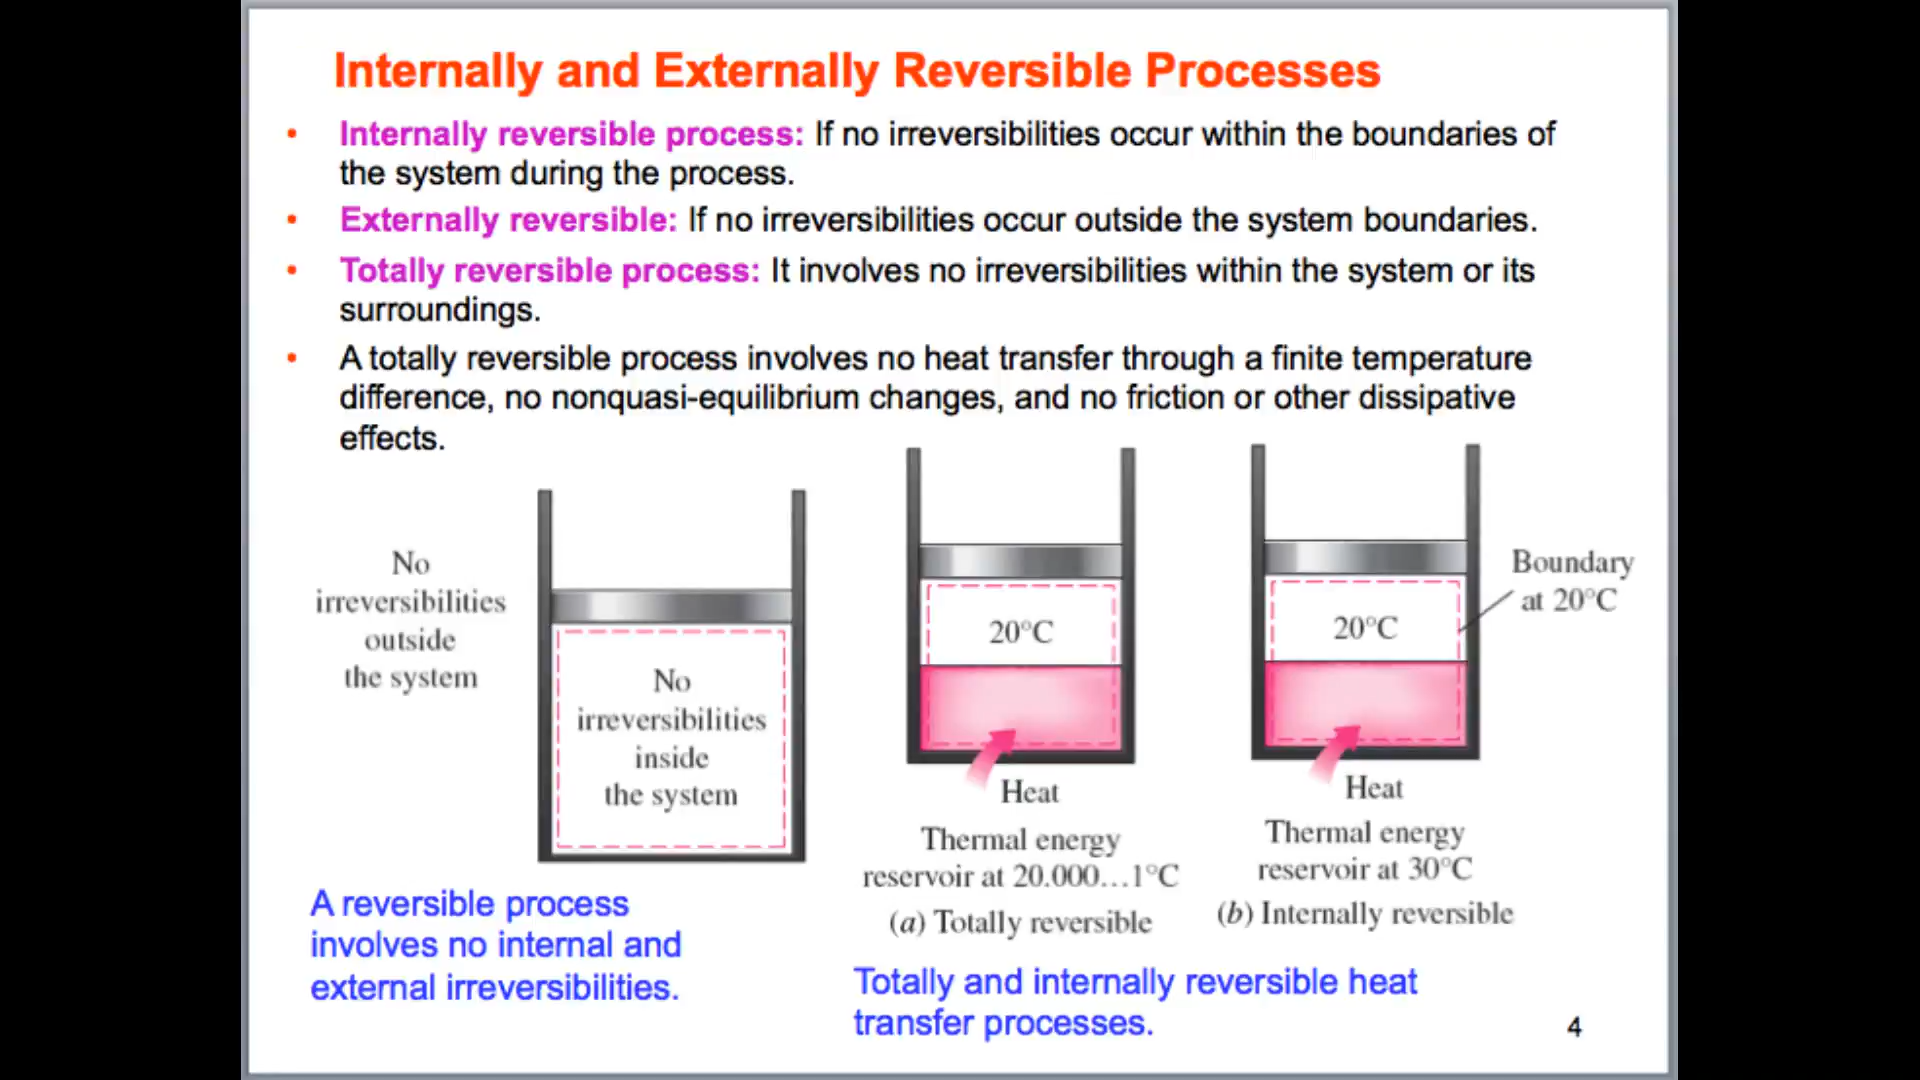 Internally and Externally Reversible Processes
• Internally reversible process: If no irreversibilities occur within the boundaries of
the system during the process.
• Externally reversible: If no irreversibilities occur outside the system boundaries.
• Totally reversible process: It involves no irreversibilities within the system or its
surroundings.
• A totally reversible process involves no heat transfer through a finite temperature
difference, no nonquasi-equilibrium changes, and no friction or other dissipative
effects.
No
irreversibilities
outside
the system
No
irreversibilities
inside
the system
A reversible process
involves no internal and
external irreversibilities.
20°C
Heat
Thermal energy
reservoir at 20.000...1°C
(a) Totally reversible
20°C
Boundary
at 20°C
Heat
Thermal energy
reservoir at 30°C
(b) Internally reversible
Totally and internally reversible heat
transfer processes.
4